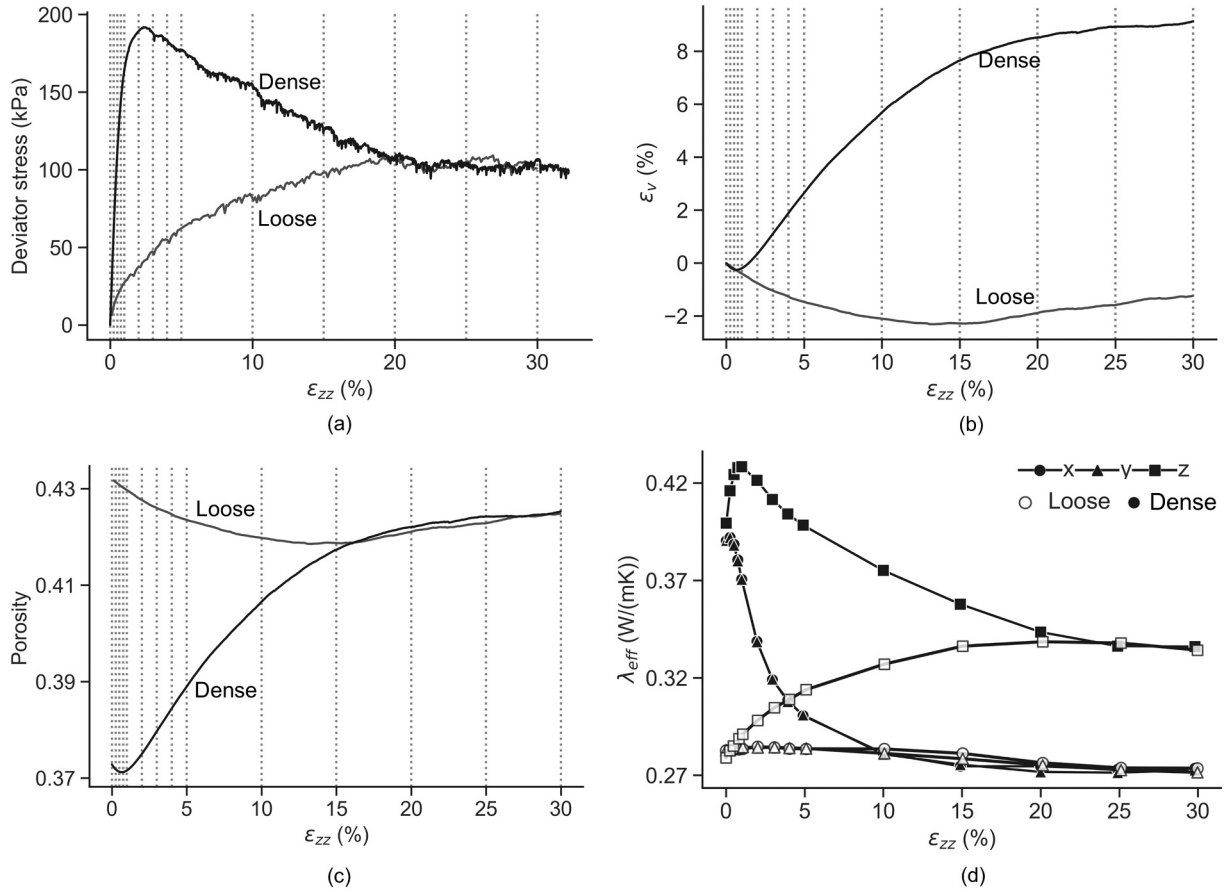 200
150
100
50
0
Deviator stress (kPa)
Dense
Loose
0
10
20
30
εzz (%)
(a)
8
6
4
2
0
−2
εv (%)
Dense
Loose
0
5
10
15
20
25
30
εzz (%)
(b)
0.43
0.41
0.39
0.37
Porosity
Loose
Dense
0
5
10
15
20
25
30
εzz (%)
(c)
x y z
Loose Dense
0.42
0.37
0.32
0.27
λeff (W/(mK))
0
5
10
15
20
25
30
εzz (%)
(d)